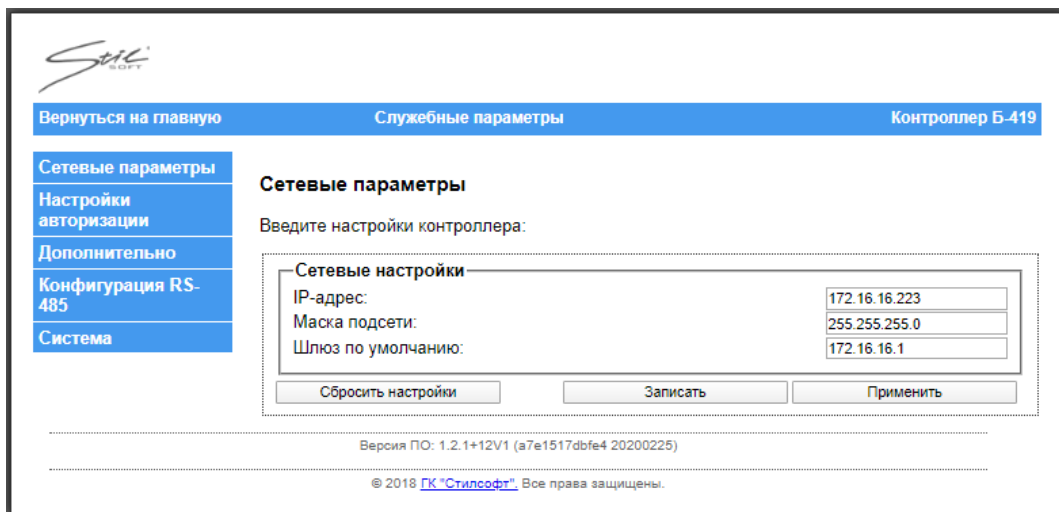 Stil
SOFT
Вернуться на главную
Служебные параметры
Контроллер Б-419
Сетевые параметры
Настройки
авторизации
Дополнительно
Конфигурация RS-
485
Система
Сетевые параметры
Введите настройки контроллера:
Сетевые настройки
IP-адрес:
172.16.16.223
Маска подсети:
255.255.255.0
Шлюз по умолчанию:
172.16.16.1
Сбросить настройки
Записать
Применить
Версия ПО: 1.2.1+12V1 (a7e1517dbfe4 20200225)
© 2018 ГК "Стилсофт". Все права защищены.